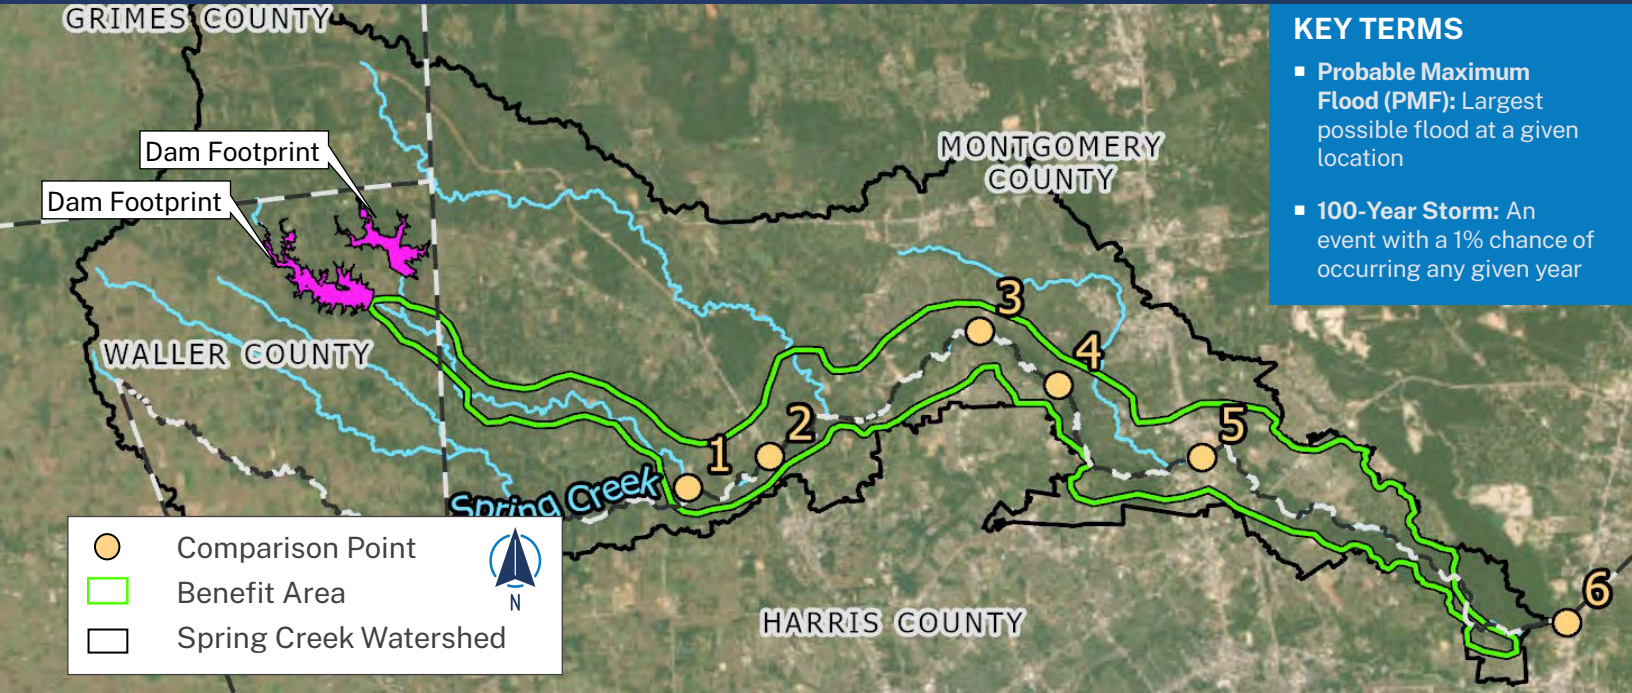 GRIMES COUNTY
Dam Footprint
Dam Footprint
MONTGOMERY
COUNTY
WALLER COUNTY
1
2
3
4
5
6
Spring Creek
HARRIS COUNTY
Comparison Point
Benefit Area
Spring Creek Watershed
N
KEY TERMS
▪ Probable Maximum
Flood (PMF): Largest
possible flood at a given
location
▪ 100-Year Storm: An
event with a 1% chance of
occurring any given year